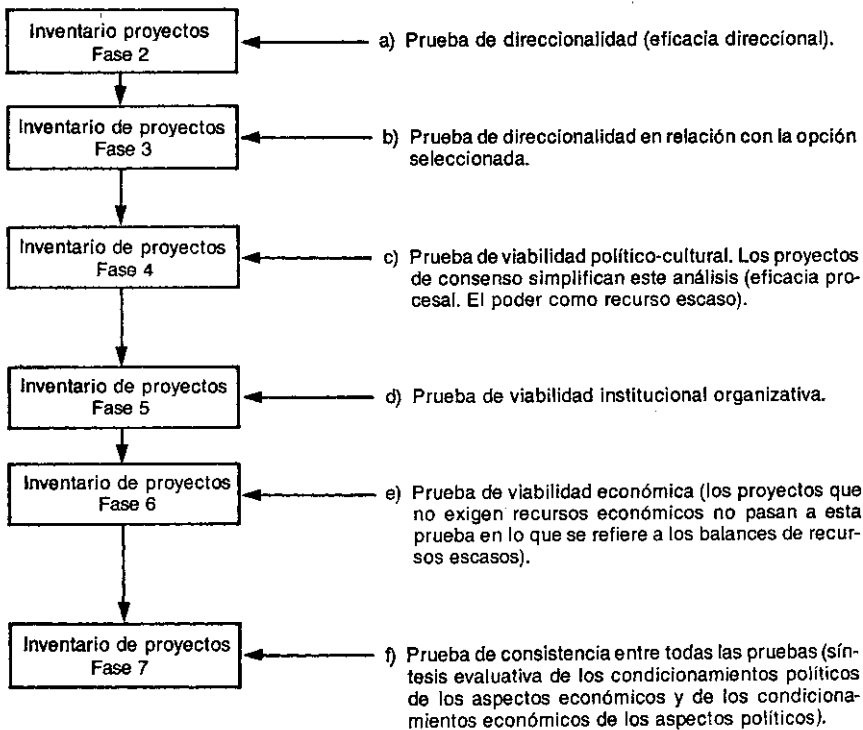 Inventario proyectos
Fase 2
a) Prueba de direccionalidad (eficacia direccional).
Inventario de proyectos
Fase 3
b) Prueba de direccionalidad en relación con la opción
seleccionada.
Inventario de proyectos
Fase 4
c) Prueba de viabilidad político-cultural. Los proyectos
de consenso simplifican este análisis (eficacia pro-
cesal. El poder como recurso escaso).
Inventario de proyectos
Fase 5
d) Prueba de viabilidad institucional organizativa.
Inventario de proyectos
Fase 6
e) Prueba de viabilidad económica (los proyectos que
no exigen recursos económicos no pasan a esta
prueba en lo que se refiere a los balances de recur-
sos escasos).
Inventario de proyectos
Fase 7
f) Prueba de consistencia entre todas las pruebas (sín-
tesis evaluativa de los condicionamientos políticos
de los aspectos económicos y de los condiciona-
mientos económicos de los aspectos políticos).